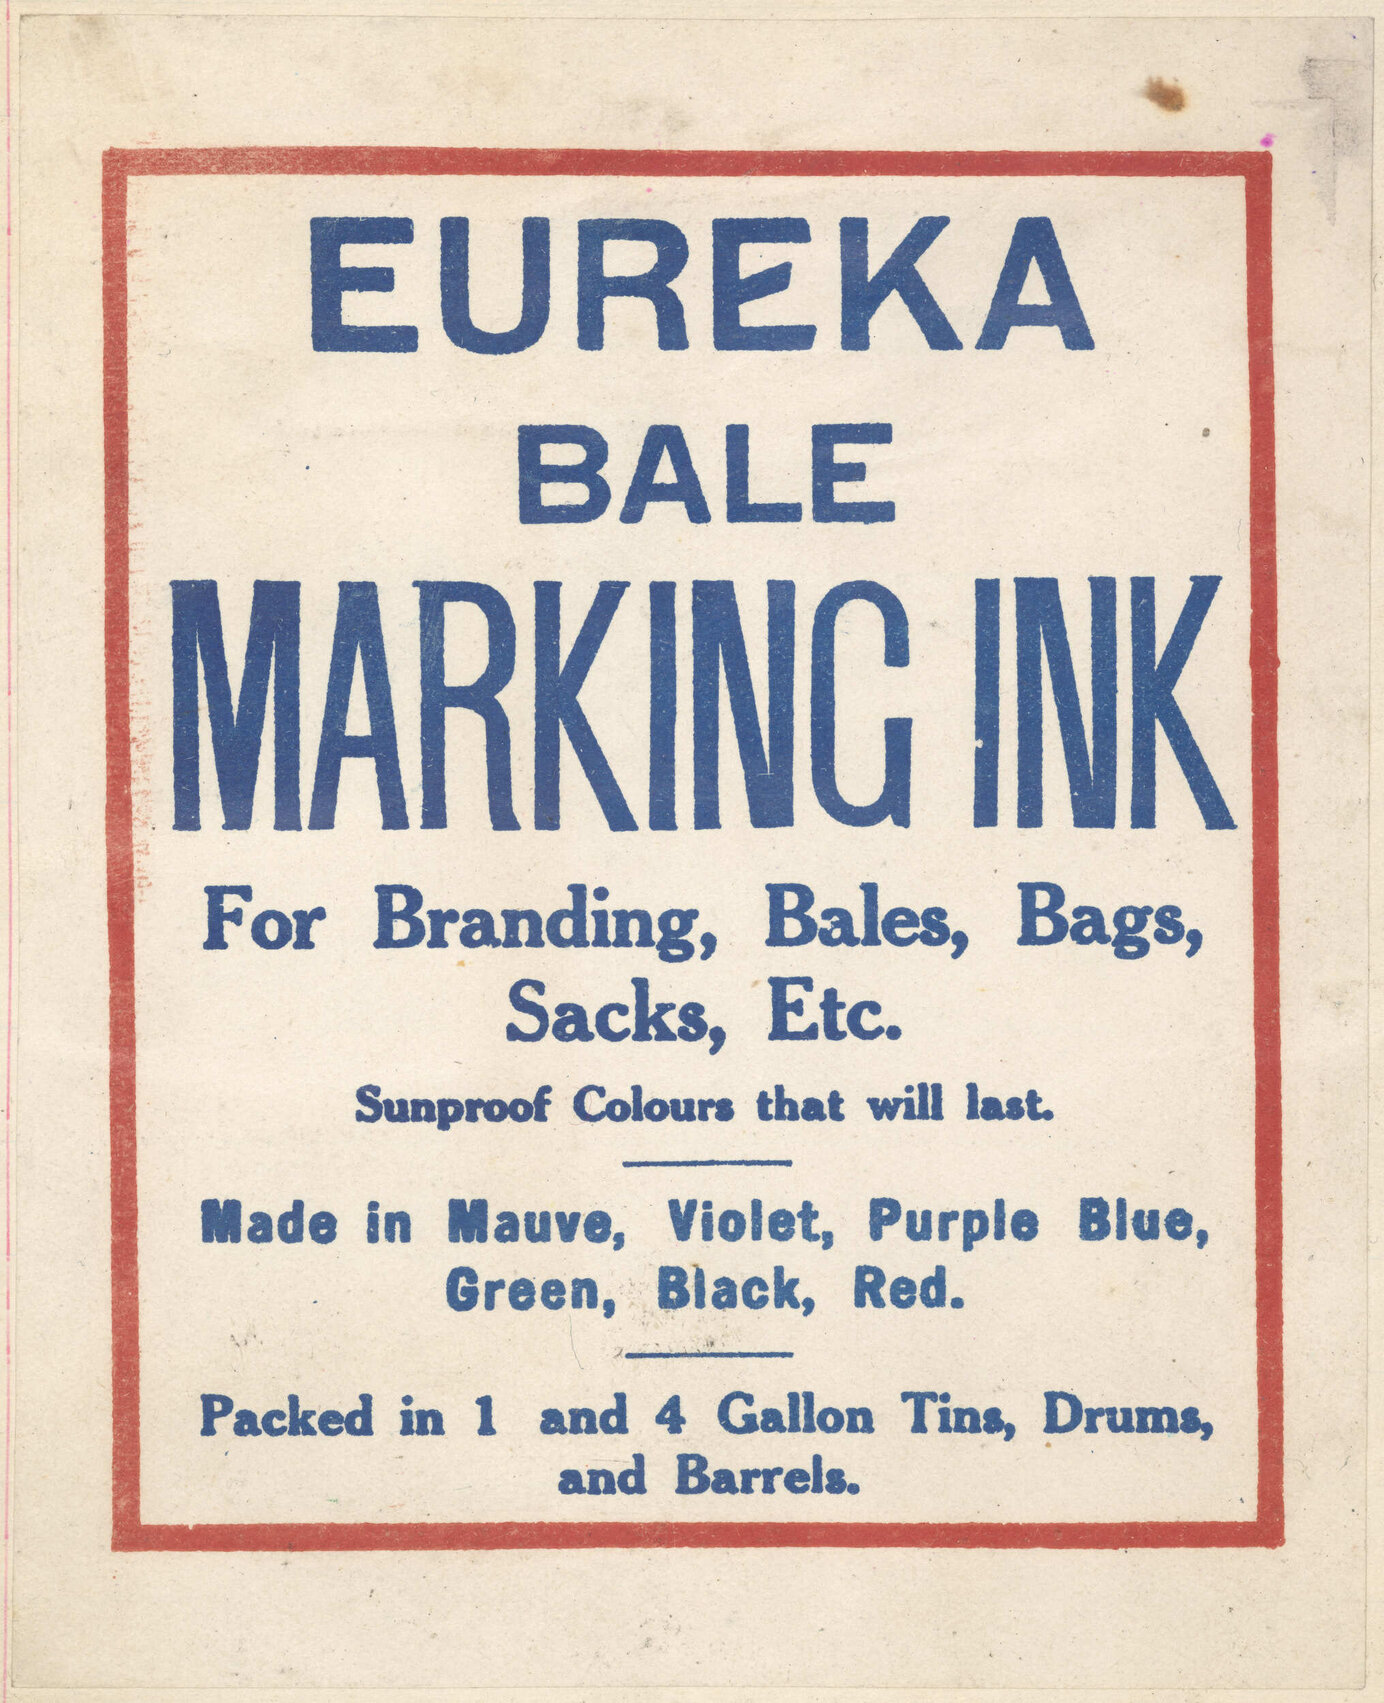 EUREKA
BALE
MARKING INK
For Branding, Bales, Bags,
Sacks, Etc.
Sunproof Colours that will last.
Made in Mauve, Violet, Purple Blue,
Green, Black, Red.
Packed in 1 and 4 Gallon Tins, Drums,
and Barrels.